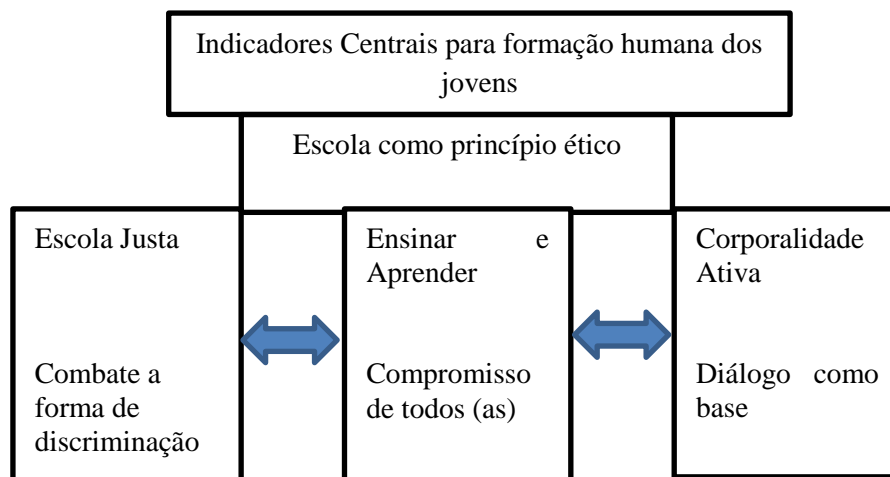 Indicadores Centrais para formação humana dos
jovens
Escola como princípio ético
Escola Justa
Combate a
forma de
discriminação
Ensinar e
Aprender
Compromisso
de todos (as)
Corporalidade
Ativa
Diálogo como
base